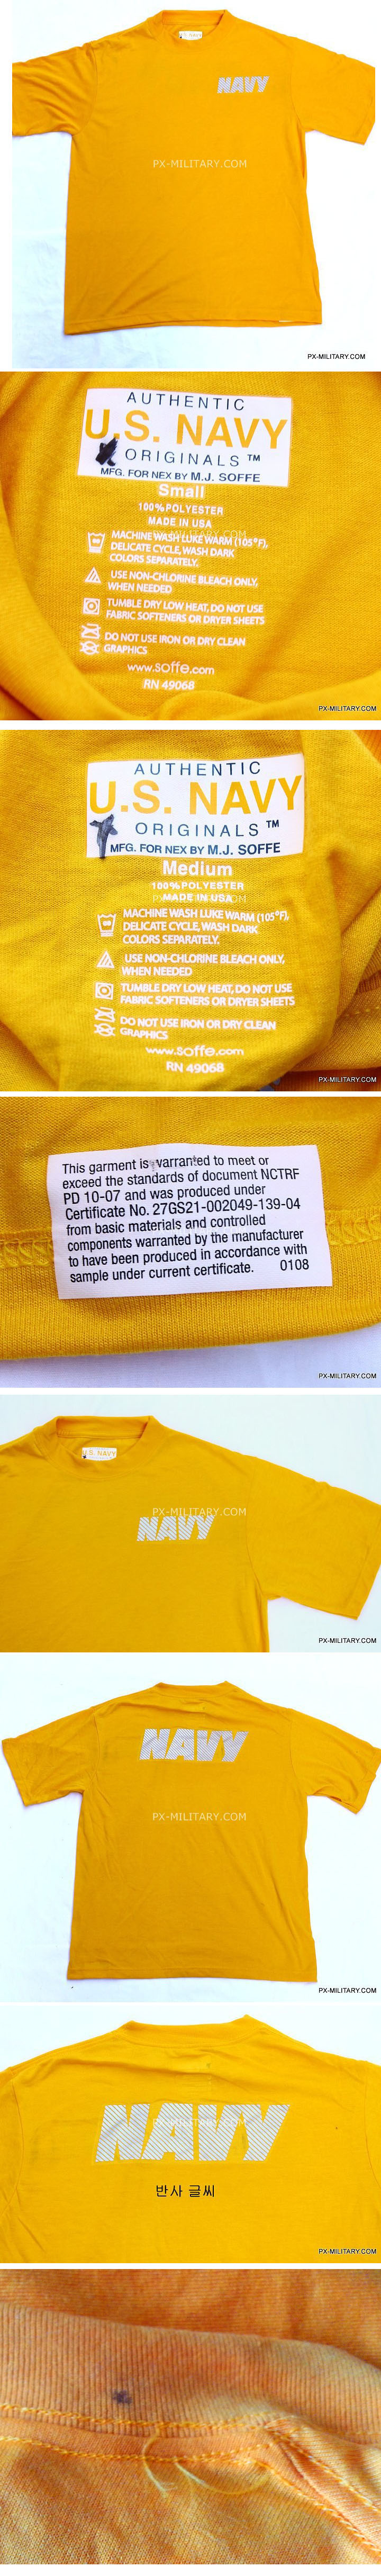 U.S. NAVY
NAVY
PX-MILITARY.COM
PX-MILITARY.COM
AUTHENTIC
U.S. NAVY
ORIGINALS ™
MFG. FOR NEX BY M.J. SOFFE
Small
100% POLYESTER
MADE IN USA
MACHINE WASH LUKE WARM (105°F),
DELICATE CYCLE, WASH DARK
COLORS SEPARATELY.
USE NON-CHLORINE BLEACH ONLY,
WHEN NEEDED
TUMBLE DRY LOW HEAT, DO NOT USE
FABRIC SOFTENERS OR DRYER SHEETS
DO NOT USE IRON OR DRY CLEAN
GRAPHICS
www.soffe.com
RN 49068
PX-MILITARY.COM
AUTHENTIC
U.S. NAVY
ORIGINALS ™
MFG. FOR NEX BY M.J. SOFFE
Medium
100% POLYESTER
MADE IN USA
MACHINE WASH LUKE WARM (105°F),
DELICATE CYCLE, WASH DARK
COLORS SEPARATELY.
USE NON-CHLORINE BLEACH ONLY,
WHEN NEEDED
TUMBLE DRY LOW HEAT, DO NOT USE
FABRIC SOFTENERS OR DRYER SHEETS
DO NOT USE IRON OR DRY CLEAN
GRAPHICS
www.soffe.com
RN 49068
PX-MILITARY.COM
This garment is warranted to meet or
exceed the standards of document NCTRF
PD 10-07 and was produced under
Certificate No. 27GS21-002049-139-04
from basic materials and controlled
components warranted by the manufacturer
to have been produced in accordance with
sample under current certificate. 0108
PX-MILITARY.COM
U.S. NAVY
PX-MILITARY.COM
NAVY
PX-MILITARY.COM
NAVY
PX-MILITARY.COM
PX-MILITARY.COM
NAVY
PX-MILITARY.COM
반사 글씨
PX-MILITARY.COM